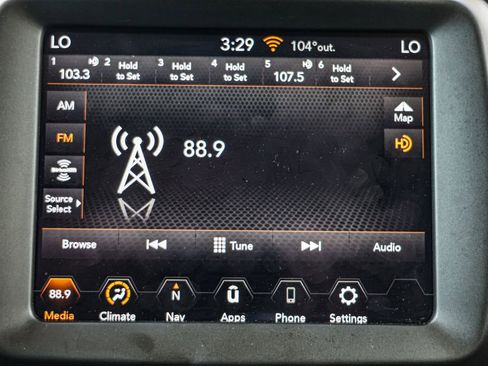 LO 3:29 104°out. LO
1 103.3 2 Hold to Set 3 Hold to Set 4 Hold to Set 5 107.5 6 Hold to Set
AM
Map
FM
88.9
HD
SiriusXM
Source
Select
Browse Tune Audio
88.9 N u
Media Climate Nav Apps Phone Settings